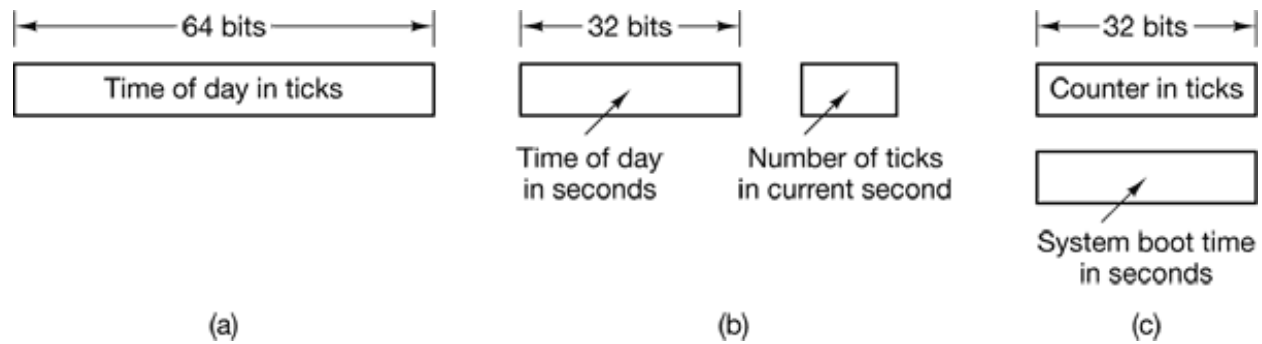 64 bits
Time of day in ticks
(a)
32 bits
Time of day
in seconds
Number of ticks
in current second
(b)
32 bits
Counter in ticks
System boot time
in seconds
(c)